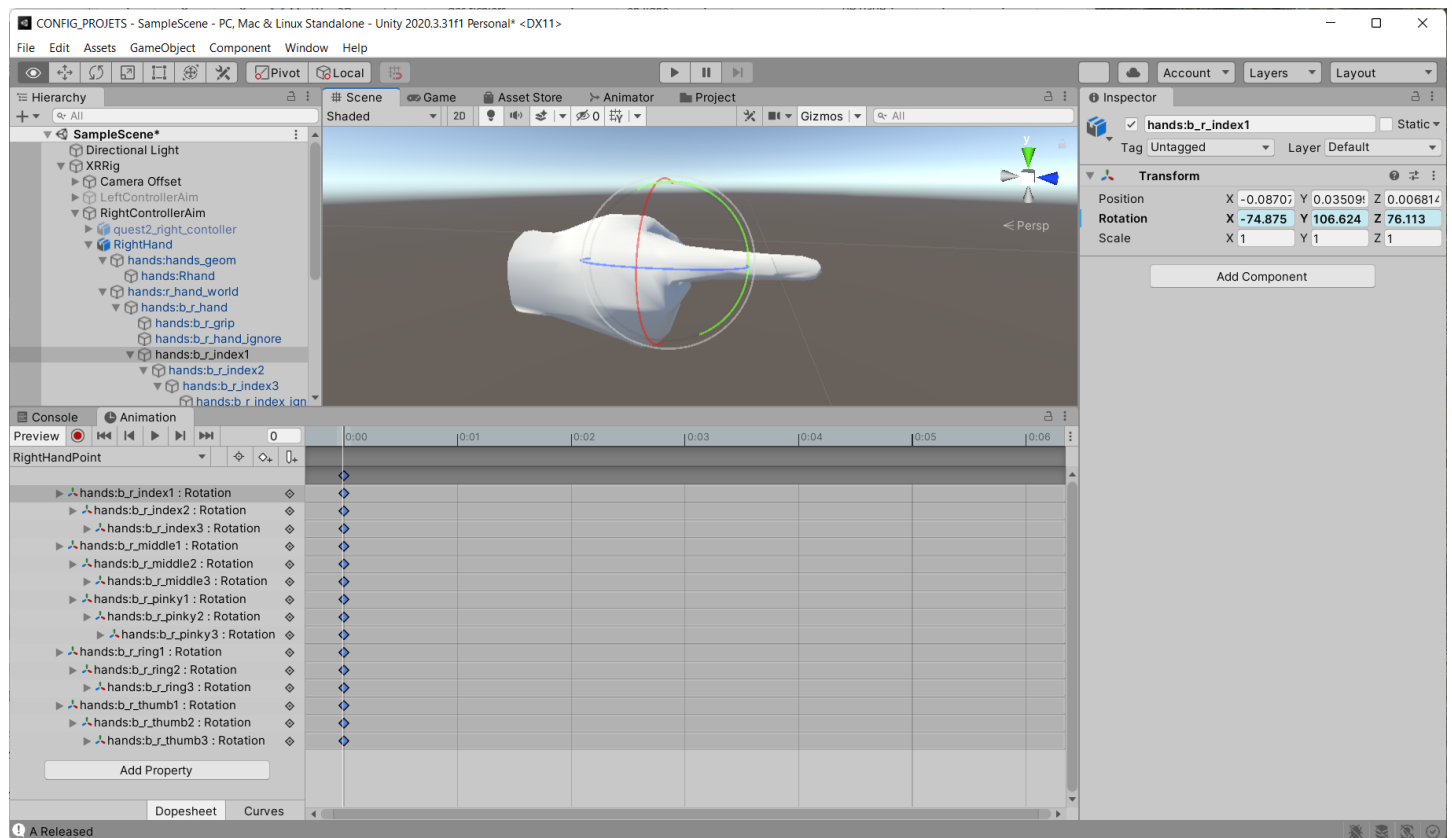 CONFIG_PROJETS - SampleScene - PC, Mac & Linux Standalone - Unity 2020.3.31f1 Personal* <DX11>
File Edit Assets GameObject Component Window Help
Pivot Local Account Layers Layout
Hierarchy
All
SampleScene*
Directional Light
XRRig
Camera Offset
LeftControllerAim
RightControllerAim
quest2_right_contoller
RightHand
hands:hands_geom
hands:Rhand
hands:r_hand_world
hands:b_r_hand
hands:b_r_grip
hands:b_r_hand_ignore
hands:b_r_index1
hands:b_r_index2
hands:b_r_index3
hands:b_r_index_ign
Scene Game Asset Store Animator Project
Shaded 2D 0 Gizmos All
y
Persp
Inspector
hands:b_r_index1 Static
Tag Untagged Layer Default
Transform
Position X -0.08707 Y 0.035099 Z 0.006814
Rotation X -74.875 Y 106.624 Z 76.113
Scale X 1 Y 1 Z 1
Add Component
Console Animation
Preview 0 0:00 0:01 0:02 0:03 0:04 0:05 0:06
RightHandPoint
hands:b_r_index1 : Rotation
hands:b_r_index2 : Rotation
hands:b_r_index3 : Rotation
hands:b_r_middle1 : Rotation
hands:b_r_middle2 : Rotation
hands:b_r_middle3 : Rotation
hands:b_r_pinky1 : Rotation
hands:b_r_pinky2 : Rotation
hands:b_r_pinky3 : Rotation
hands:b_r_ring1 : Rotation
hands:b_r_ring2 : Rotation
hands:b_r_ring3 : Rotation
hands:b_r_thumb1 : Rotation
hands:b_r_thumb2 : Rotation
hands:b_r_thumb3 : Rotation
Add Property
Dopesheet Curves
A Released